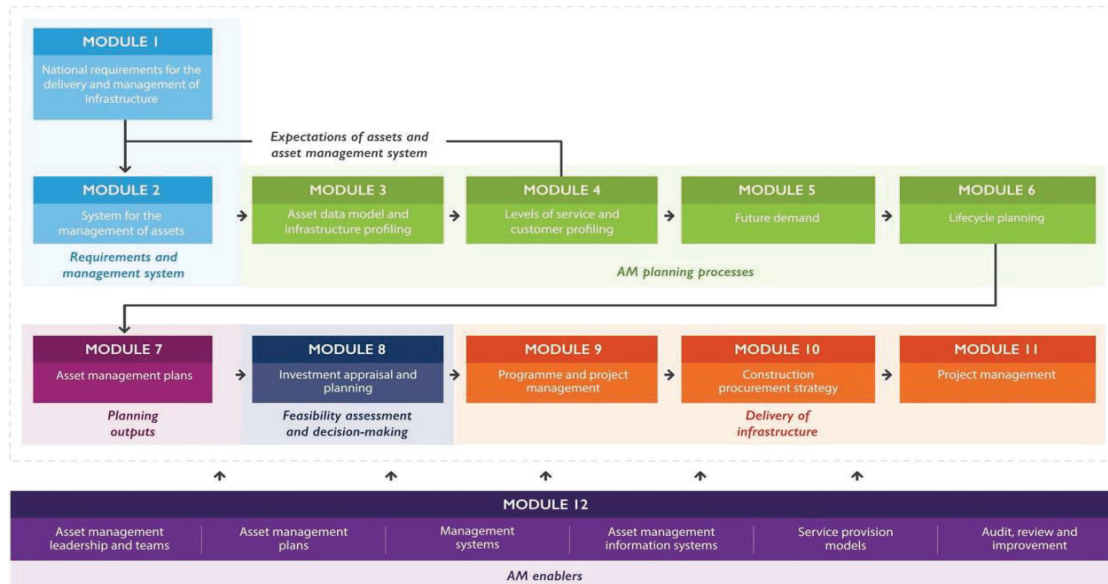 MODULE 1
National requirements for the
delivery and management of
infrastructure
Expectations of assets and
asset management system
MODULE 2
System for the
management of assets
MODULE 3
Asset data model and
infrastructure profiling
MODULE 4
Levels of service and
customer profiling
MODULE 5
Future demand
MODULE 6
Lifecycle planning
Requirements and
management system
AM planning processes
MODULE 7
Asset management plans
MODULE 8
Investment appraisal and
planning
MODULE 9
Programme and project
management
MODULE 10
Construction
procurement strategy
MODULE 11
Project management
Planning
outputs
Feasibility assessment
and decision-making
Delivery of
infrastructure
MODULE 12
Asset management
leadership and teams
Asset management
plans
Management
systems
Asset management
information systems
Service provision
models
Audit, review and
improvement
AM enablers